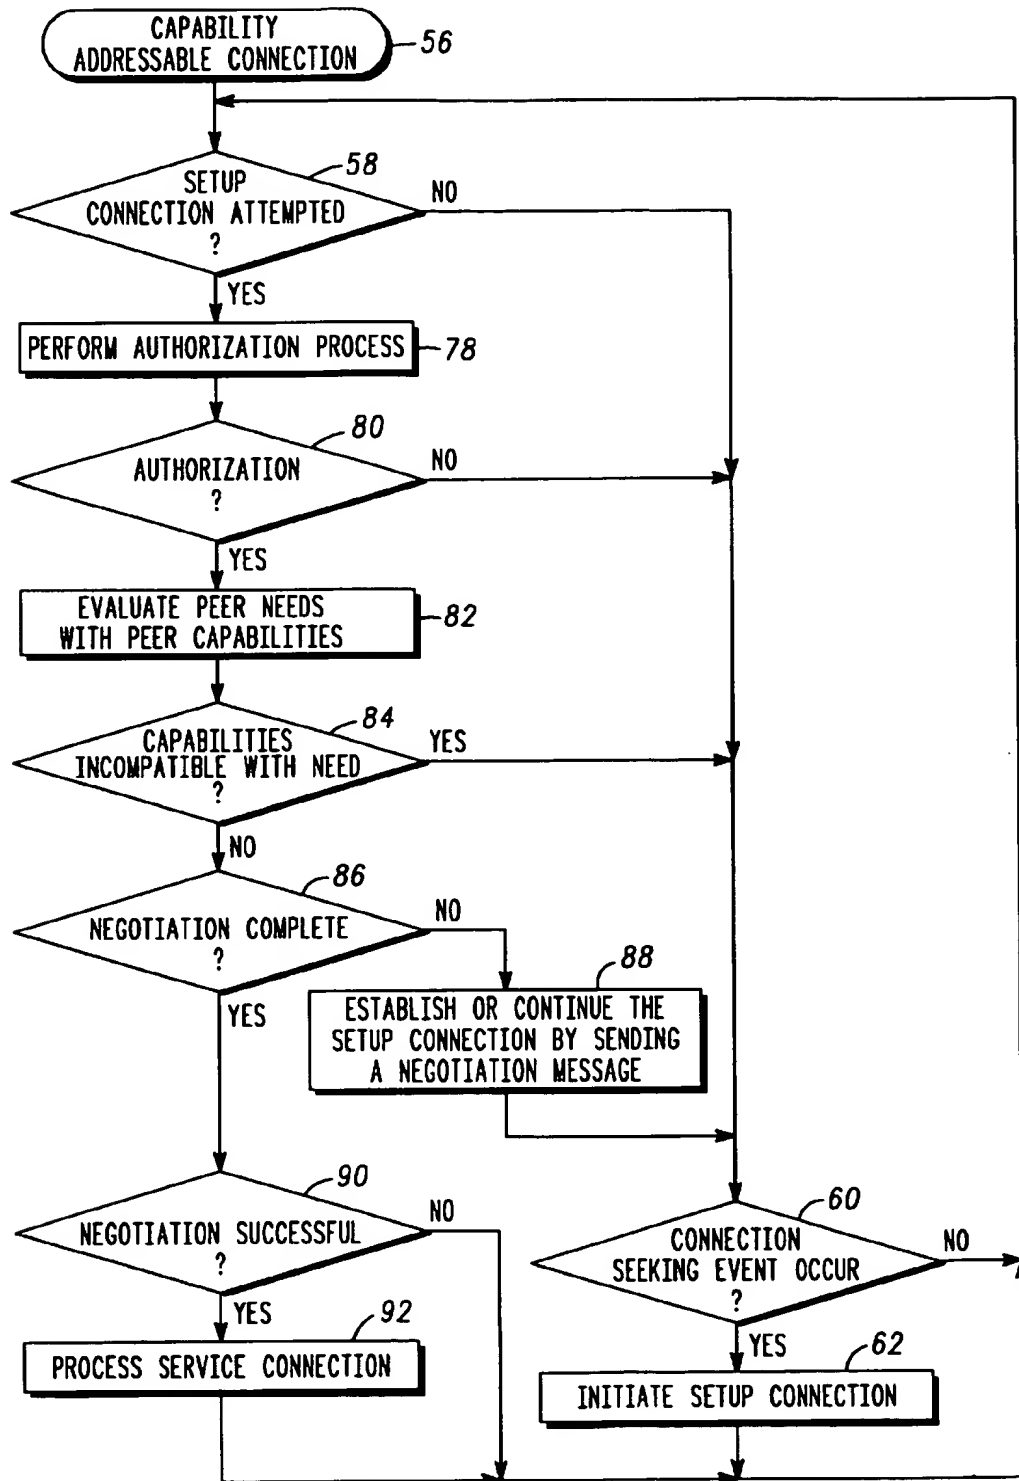 CAPABILITY
ADDRESSABLE CONNECTION
56
58
SETUP
CONNECTION ATTEMPTED
?
NO
YES
PERFORM AUTHORIZATION PROCESS
78
80
AUTHORIZATION
?
NO
YES
EVALUATE PEER NEEDS
WITH PEER CAPABILITIES
82
84
CAPABILITIES
INCOMPATIBLE WITH NEED
?
YES
NO
86
NEGOTIATION COMPLETE
?
NO
YES
88
ESTABLISH OR CONTINUE THE
SETUP CONNECTION BY SENDING
A NEGOTIATION MESSAGE
90
NEGOTIATION SUCCESSFUL
?
NO
YES
92
PROCESS SERVICE CONNECTION
60
CONNECTION
SEEKING EVENT OCCUR
?
NO
YES
62
INITIATE SETUP CONNECTION